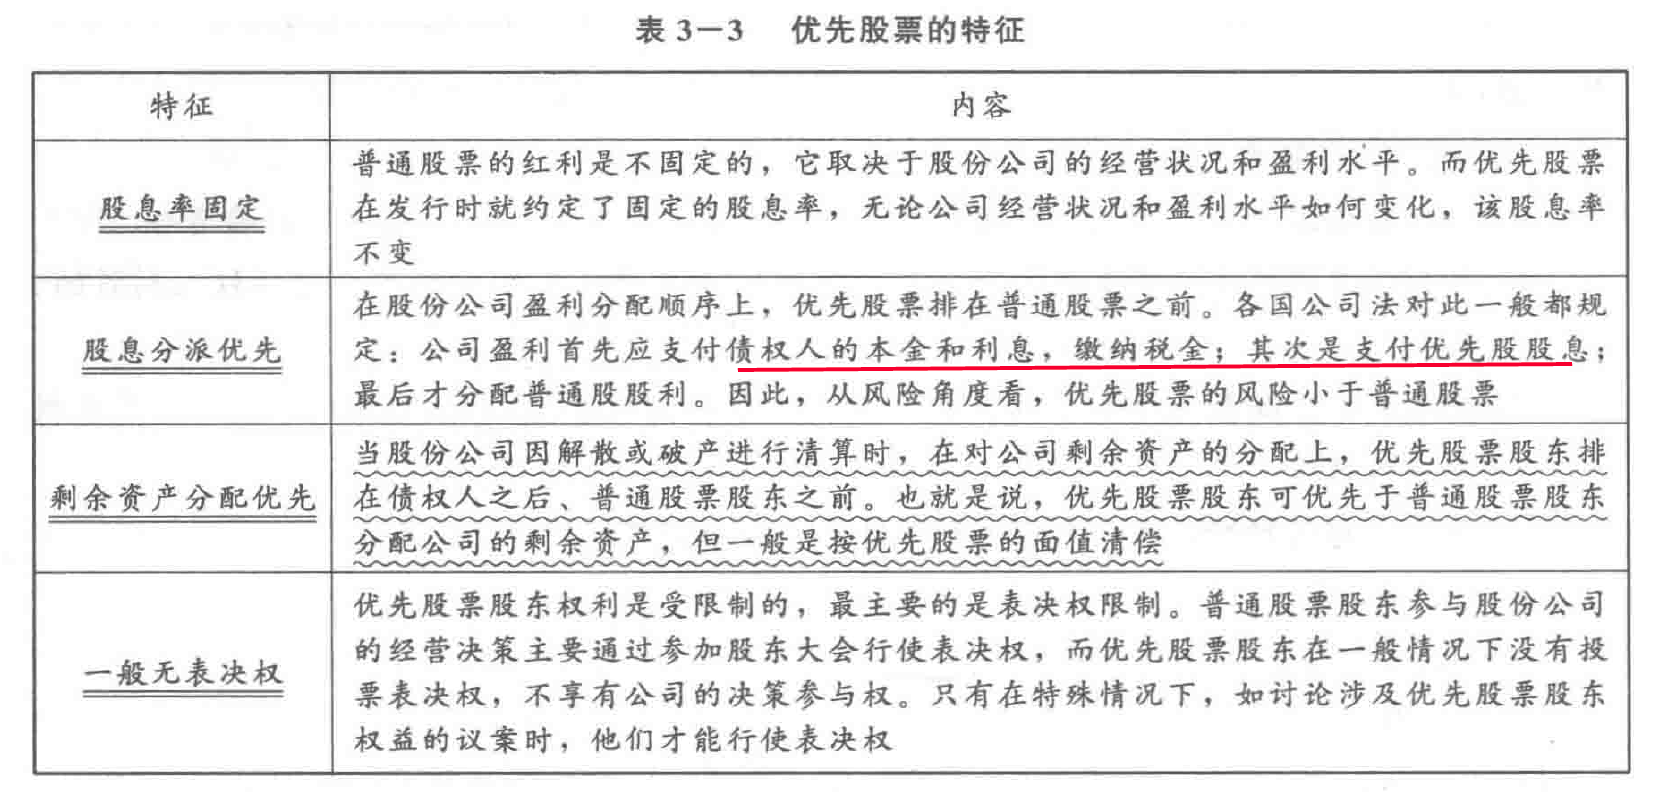 表 3－3 优先股票的特征
特征
内容
股息率固定
普通股票的红利是不固定的，它取决于股份公司的经营状况和盈利水平。而优先股票
在发行时就约定了固定的股息率，无论公司经营状况和盈利水平如何变化，该股息率
不变
股息分派优先
在股份公司盈利分配顺序上，优先股票排在普通股票之前。各国公司法对此一般都规
定：公司盈利首先应支付债权人的本金和利息，缴纳税金；其次是支付优先股股息；
最后才分配普通股股利。因此，从风险角度看，优先股票的风险小于普通股票
剩余资产分配优先
当股份公司因解散或破产进行清算时，在对公司剩余资产的分配上，优先股票股东排
在债权人之后、普通股票股东之前。也就是说，优先股票股东可优先于普通股票股东
分配公司的剩余资产，但一般是按优先股票的面值清偿
一般无表决权
优先股票股东权利是受限制的，最主要的是表决权限制。普通股票股东参与股份公司
的经营决策主要通过参加股东大会行使表决权，而优先股票股东在一般情况下没有投
票表决权，不享有公司的决策参与权。只有在特殊情况下，如讨论涉及优先股票股东
权益的议案时，他们才能行使表决权